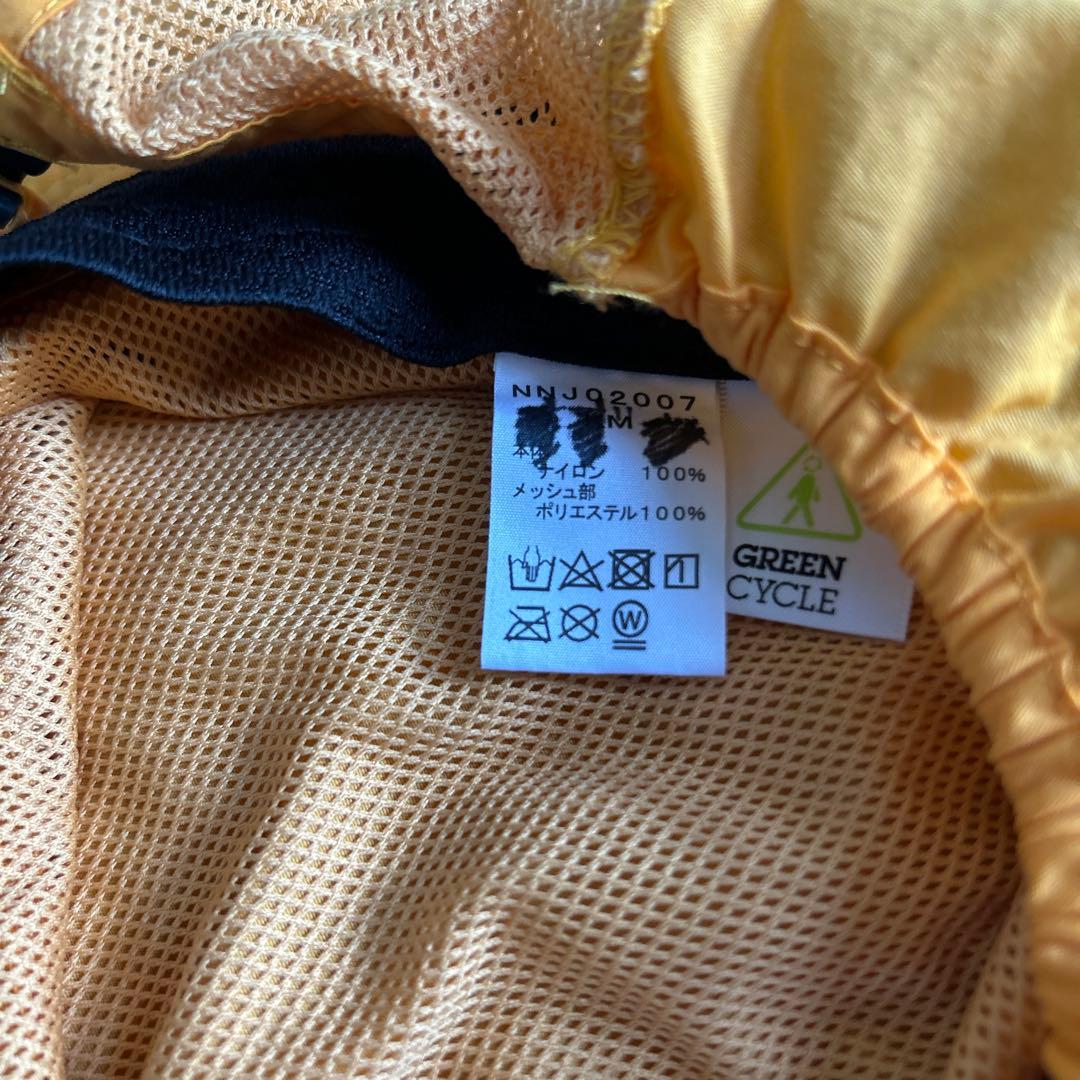 NNJ02007
M
本体
ナイロン 100%
メッシュ部
ポリエステル100%
1
W
GREEN
CYCLE